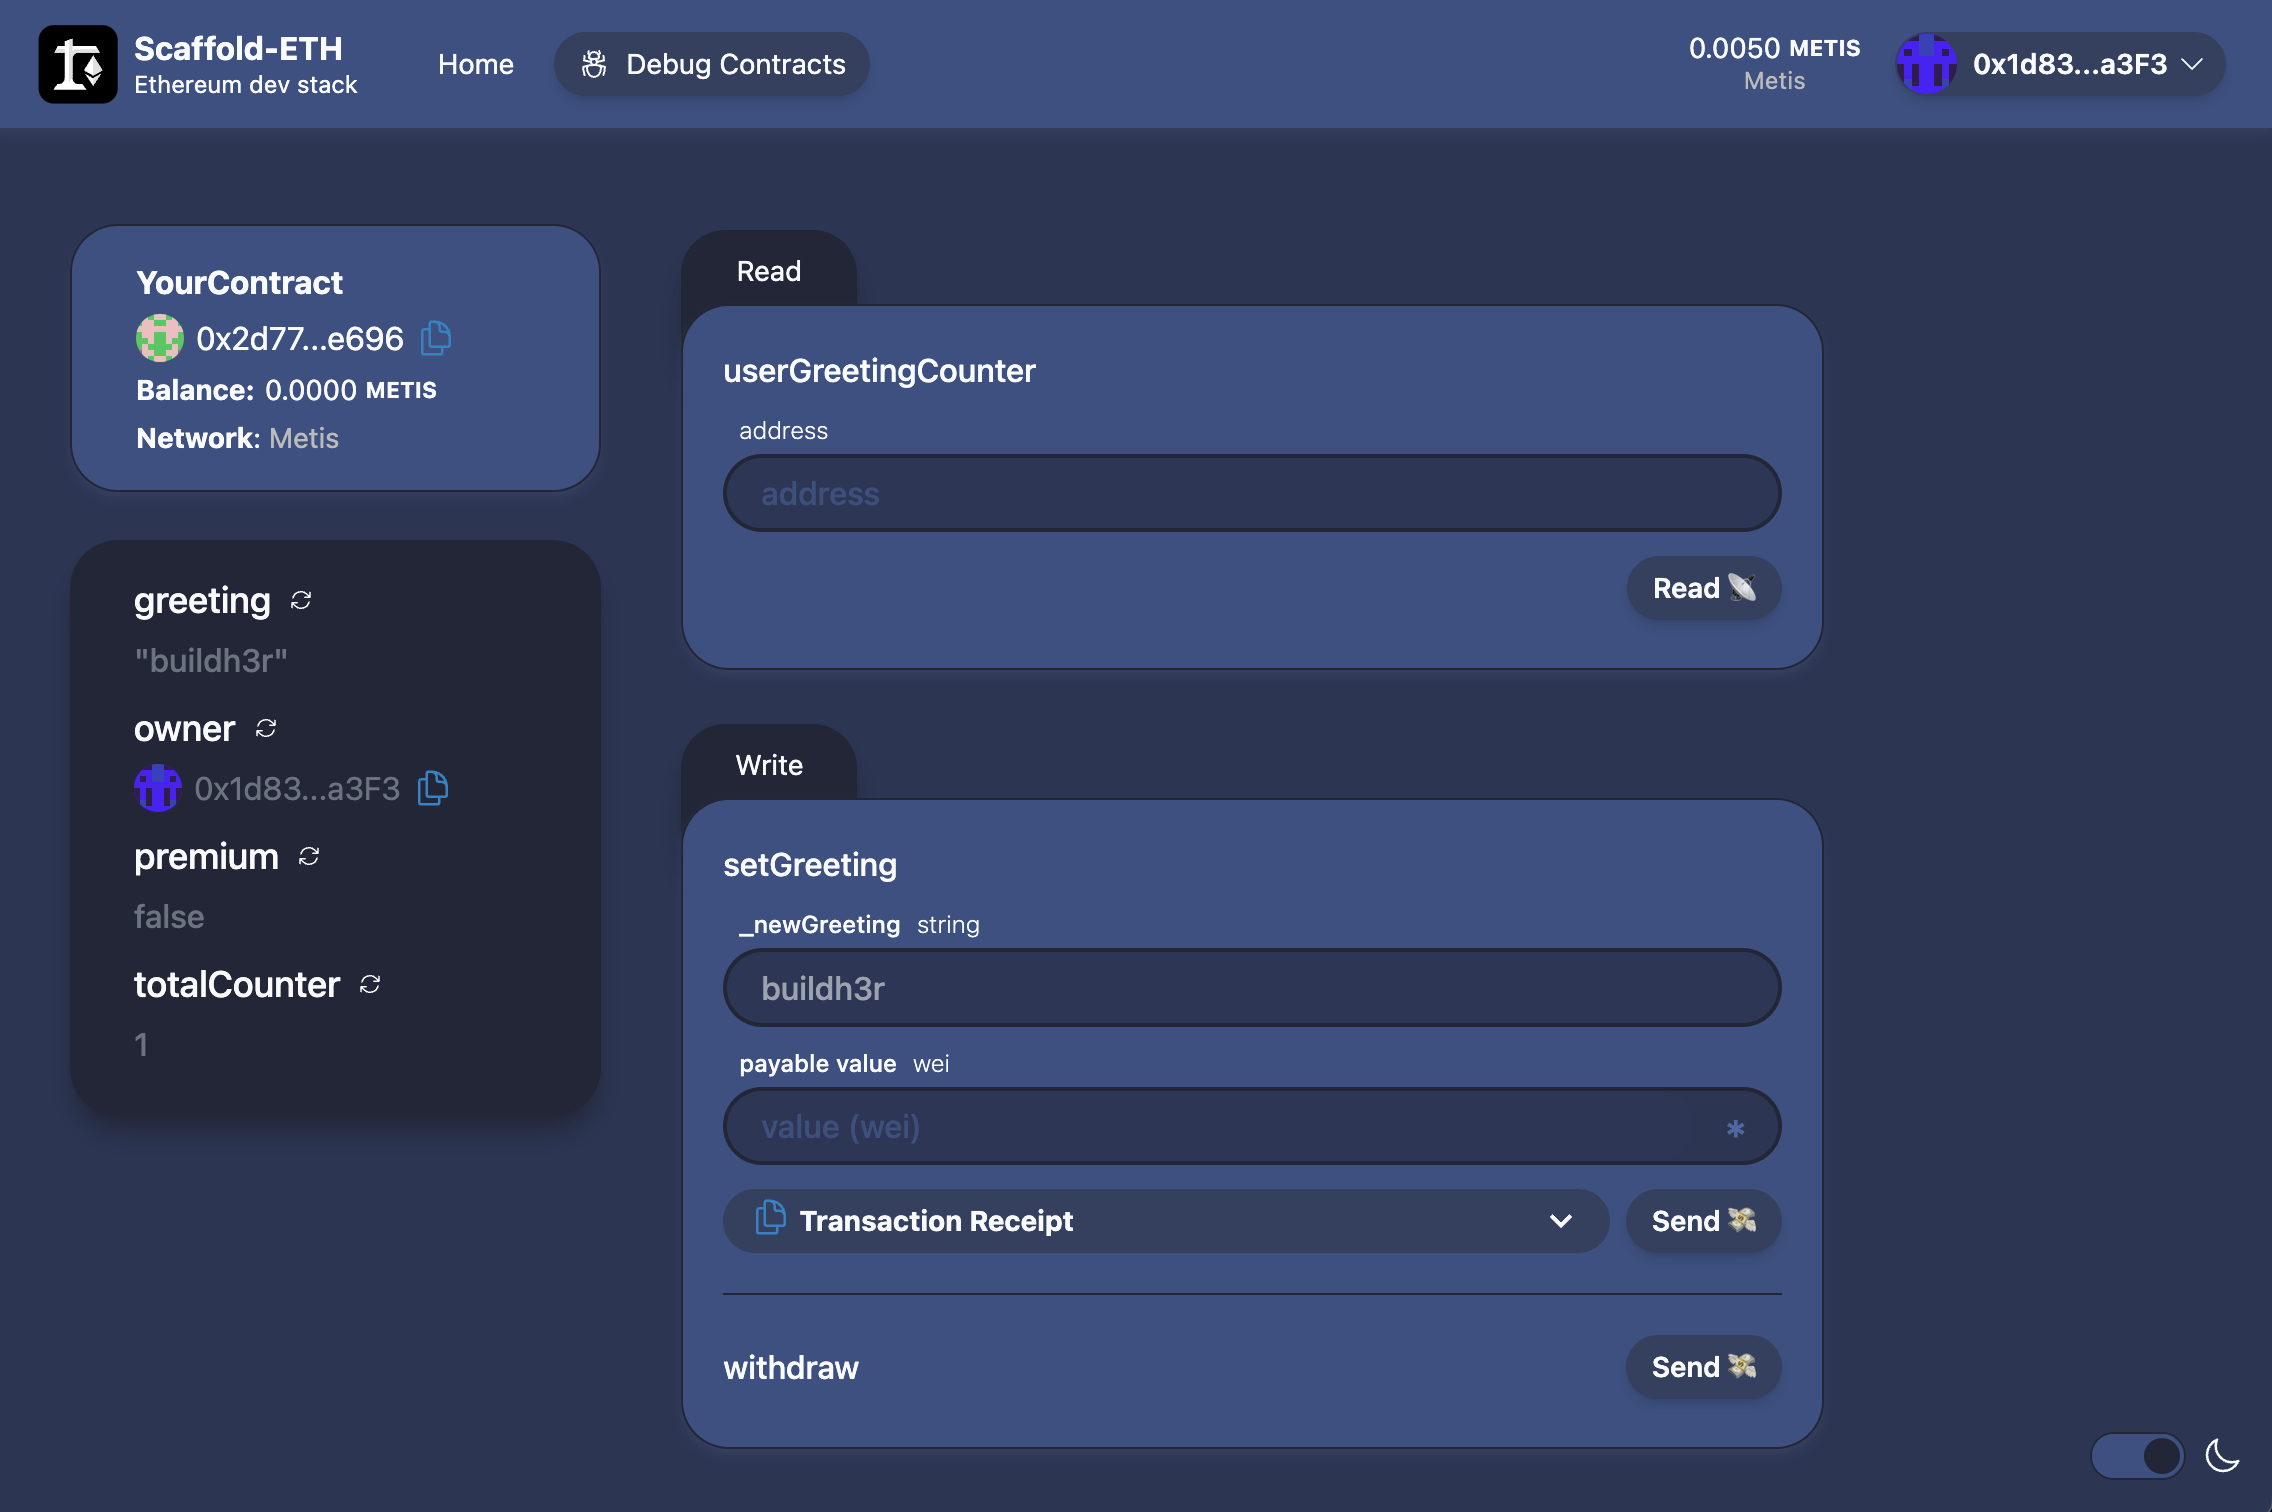 Scaffold-ETH
Ethereum dev stack
Home
Debug Contracts
0.0050 METIS
Metis
0x1d83...a3F3
YourContract
0x2d77...e696
Balance: 0.0000 METIS
Network: Metis
greeting
"buildh3r"
owner
0x1d83...a3F3
premium
false
totalCounter
1
Read
userGreetingCounter
address
address
Read
Write
setGreeting
_newGreeting string
buildh3r
payable value wei
value (wei) *
Transaction Receipt
Send
withdraw
Send